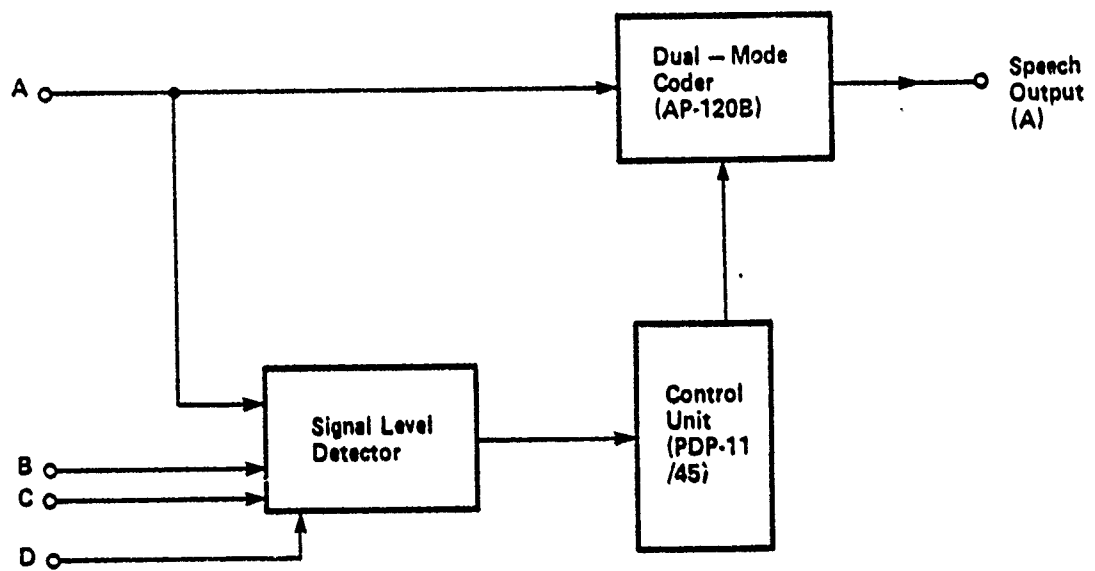 A
Dual – Mode
Coder
(AP-120B)
Speech
Output
(A)
Signal Level
Detector
Control
Unit
(PDP-11
/45)
B
C
D